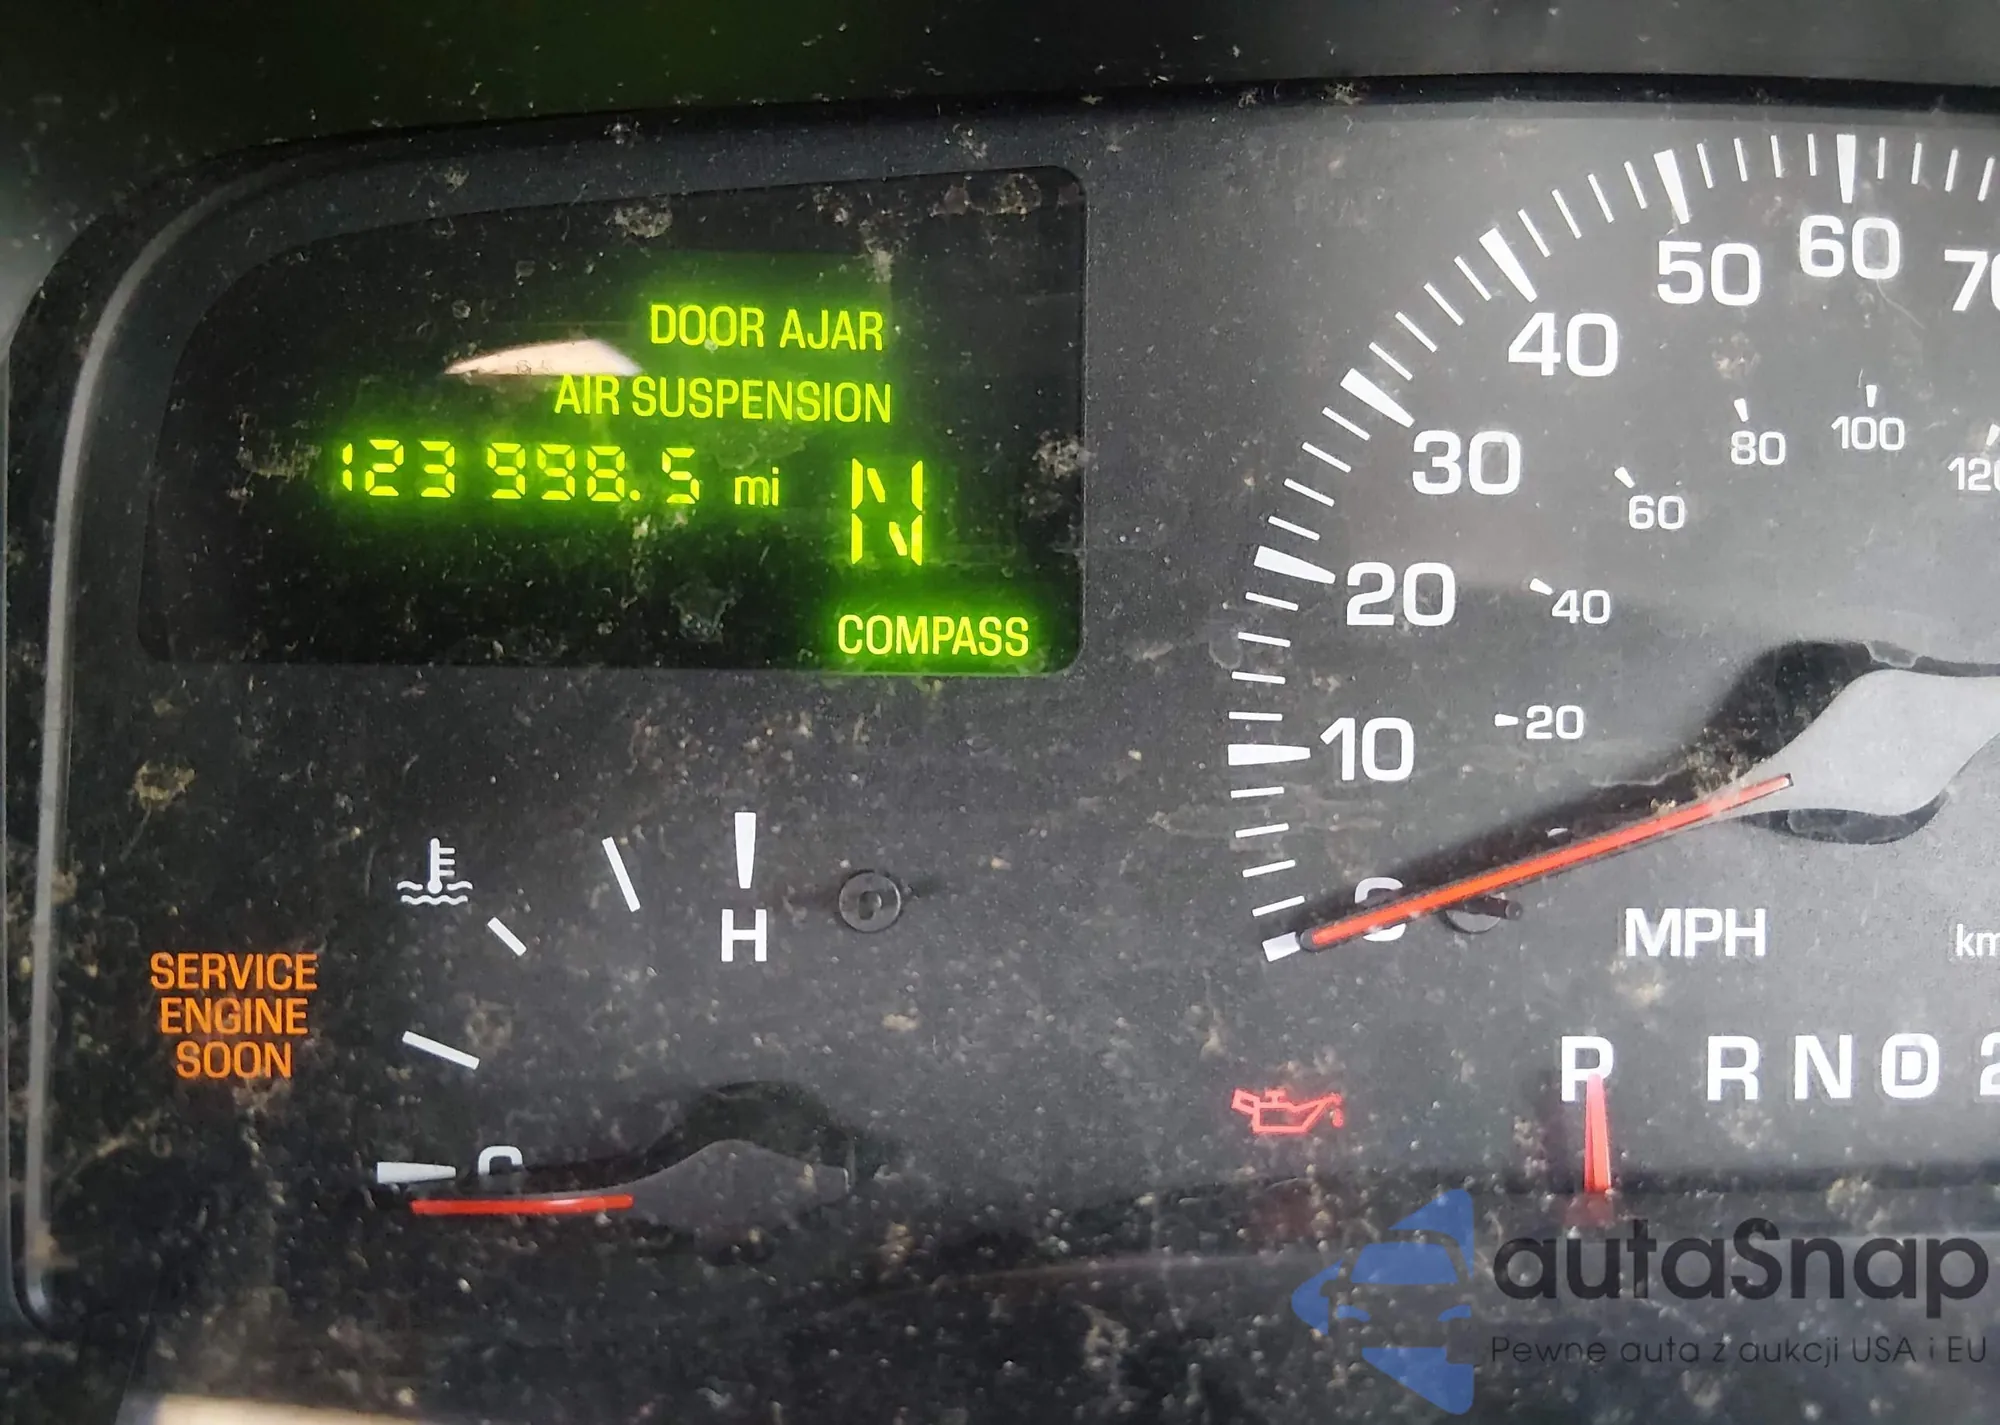 DOOR AJAR
AIR SUSPENSION
123 998.5 mi
N
COMPASS
50 60
40
30
20
10
80 100
60
40
20
MPH
H
C
SERVICE
ENGINE
SOON
P R N D 2
autaSnap
Pewne auta z aukcji USA i EU